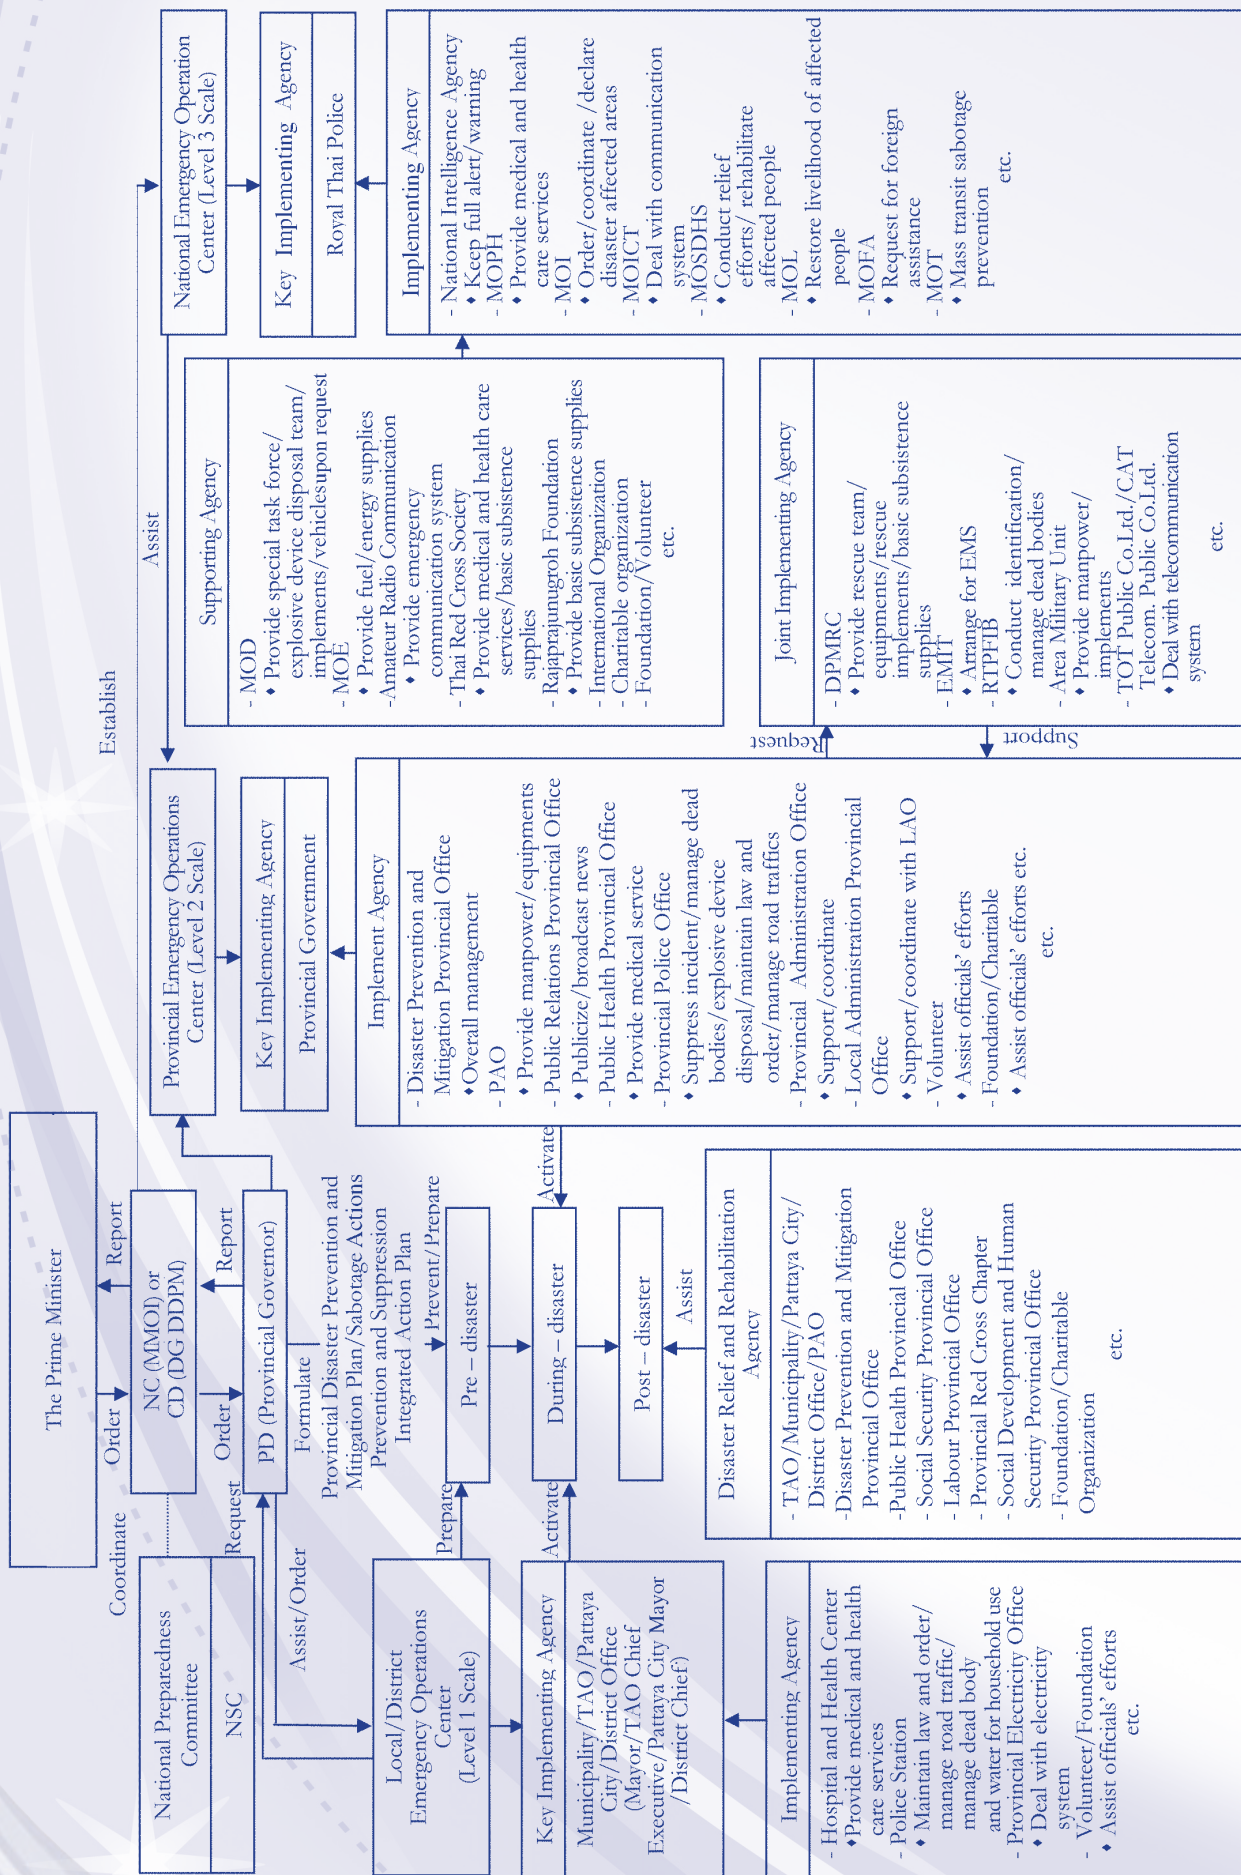 The Prime Minister
Order
Report
Coordinate
NC (MMOI) or
CD (DG DDPM)
National Preparedness
Committee
NSC
Order
Report
Request
Assist/Order
PD (Provincial Governor)
Formulate
Provincial Disaster Prevention and
Mitigation Plan/Sabotage Actions
Prevention and Suppression
Integrated Action Plan
Prevent/Prepare
Pre – disaster
During – disaster
Post – disaster
Prepare
Activate
Activate
Assist
Local/District
Emergency Operations
Center
(Level 1 Scale)
Key Implementing Agency
Municipality/TAO/Pattaya
City/District Office
(Mayor/TAO Chief
Executive/Pattaya City Mayor
/District Chief)
Implementing Agency
- Hospital and Health Center
♦Provide medical and health
care services
- Police Station
♦ Maintain law and order/
manage road traffic/
manage dead body
and water for household use
- Provincial Electricity Office
♦ Deal with electricity
system
- Volunteer/Foundation
♦ Assist officials’ efforts
etc.
Disaster Relief and Rehabilitation
Agency
- TAO/Municipality/Pattaya City/
District Office/PAO
-Disaster Prevention and Mitigation
Provincial Office
-Public Health Provincial Office
- Social Security Provincial Office
- Labour Provincial Office
- Provincial Red Cross Chapter
- Social Development and Human
Security Provincial Office
- Foundation/Charitable
Organization
etc.
Establish
Assist
Provincial Emergency Operations
Center (Level 2 Scale)
Key Implementing Agency
Provincial Government
Implement Agency
- Disaster Prevention and
Mitigation Provincial Office
♦Overall management
- PAO
♦ Provide manpower/equipments
- Public Relations Provincial Office
♦ Publicize/broadcast news
- Public Health Provincial Office
♦ Provide medical service
- Provincial Police Office
♦ Suppress incident/manage dead
bodies/explosive device
disposal/maintain law and
order/manage road traffics
- Provincial Administration Office
♦ Support/coordinate
- Local Administration Provincial
Office
♦ Support/coordinate with LAO
- Volunteer
♦ Assist officials’ efforts
- Foundation/Charitable
♦ Assist officials’ efforts etc.
etc.
Request
Support
National Emergency Operation
Center (Level 3 Scale)
Key Implementing Agency
Royal Thai Police
Supporting Agency
- MOD
♦ Provide special task force/
explosive device disposal team/
implements/vehiclesupon request
- MOE
♦ Provide fuel/energy supplies
-Amateur Radio Communication
♦ Provide emergency
communication system
- Thai Red Cross Society
♦ Provide medical and health care
services/basic subsistence
supplies
- Rajaprajunugroh Foundation
♦ Provide basic subsistence supplies
- International Organization
- Charitable organization
- Foundation/Volunteer
etc.
Joint Implementing Agency
- DPMRC
♦ Provide rescue team/
equipments/rescue
implements/basic subsistence
supplies
- EMIT
♦ Arrange for EMS
- RTPFIB
♦ Conduct identification/
manage dead bodies
- Area Military Unit
♦ Provide manpower/
implements
- TOT Public Co.Ltd./CAT
Telecom. Public Co.Ltd.
♦ Deal with telecommunication
system
etc.
Implementing Agency
- National Intelligence Agency
♦ Keep full alert/warning
- MOPH
♦ Provide medical and health
care services
- MOI
♦ Order/coordinate /declare
disaster affected areas
- MOICT
♦ Deal with communication
system
- MOSDHS
♦ Conduct relief
efforts/ rehabilitate
affected people
- MOL
♦ Restore livelihood of affected
people
- MOFA
♦ Request for foreign
assistance
- MOT
♦ Mass transit sabotage
prevention
etc.